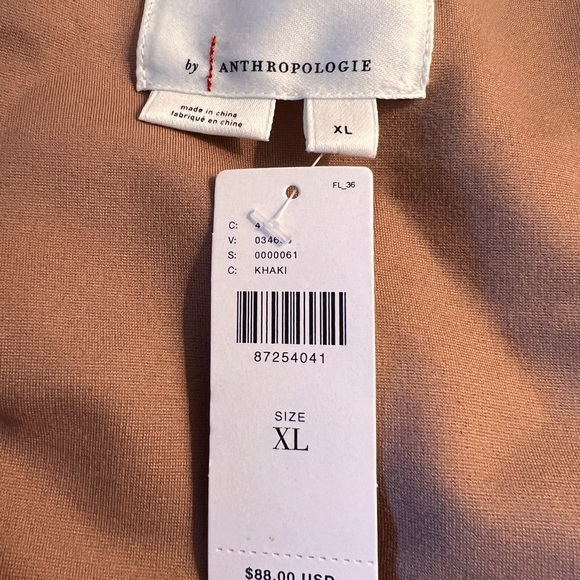 by ANTHROPOLOGIE
made in china
fabriqué en chine
XL
FL_36
C:
V:
S: 0000061
C: KHAKI
87254041
SIZE
XL
$88.00 USD